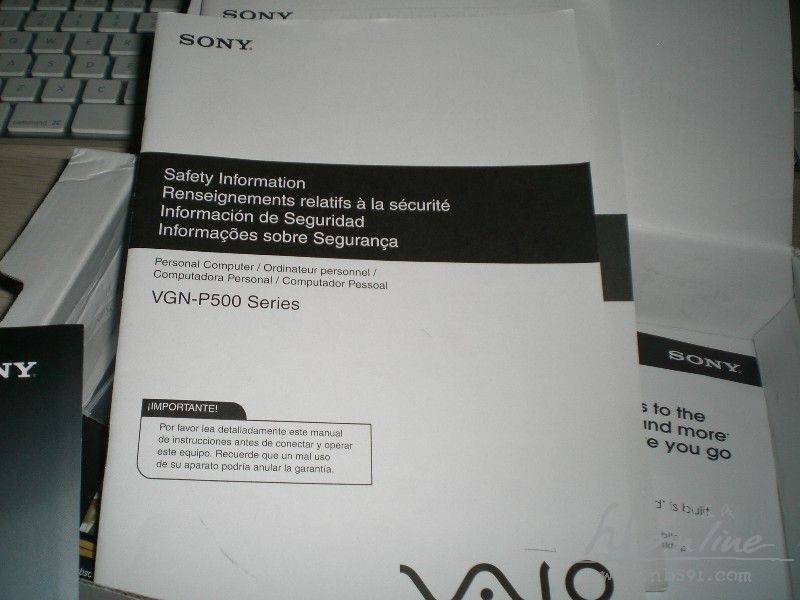 SONY
SONY
Safety Information
Renseignements relatifs à la sécurité
Información de Seguridad
Informações sobre Segurança
Personal Computer / Ordinateur personnel /
Computadora Personal / Computador Pessoal
VGN-P500 Series
¡IMPORTANTE!
Por favor lea detalladamente este manual
de instrucciones antes de conectar y operar
este equipo. Recuerde que un mal uso
de su aparato podría anular la garantía.
VAIO
NY
SONY
s to the
and more
e you go
d" is built
command
Z X C